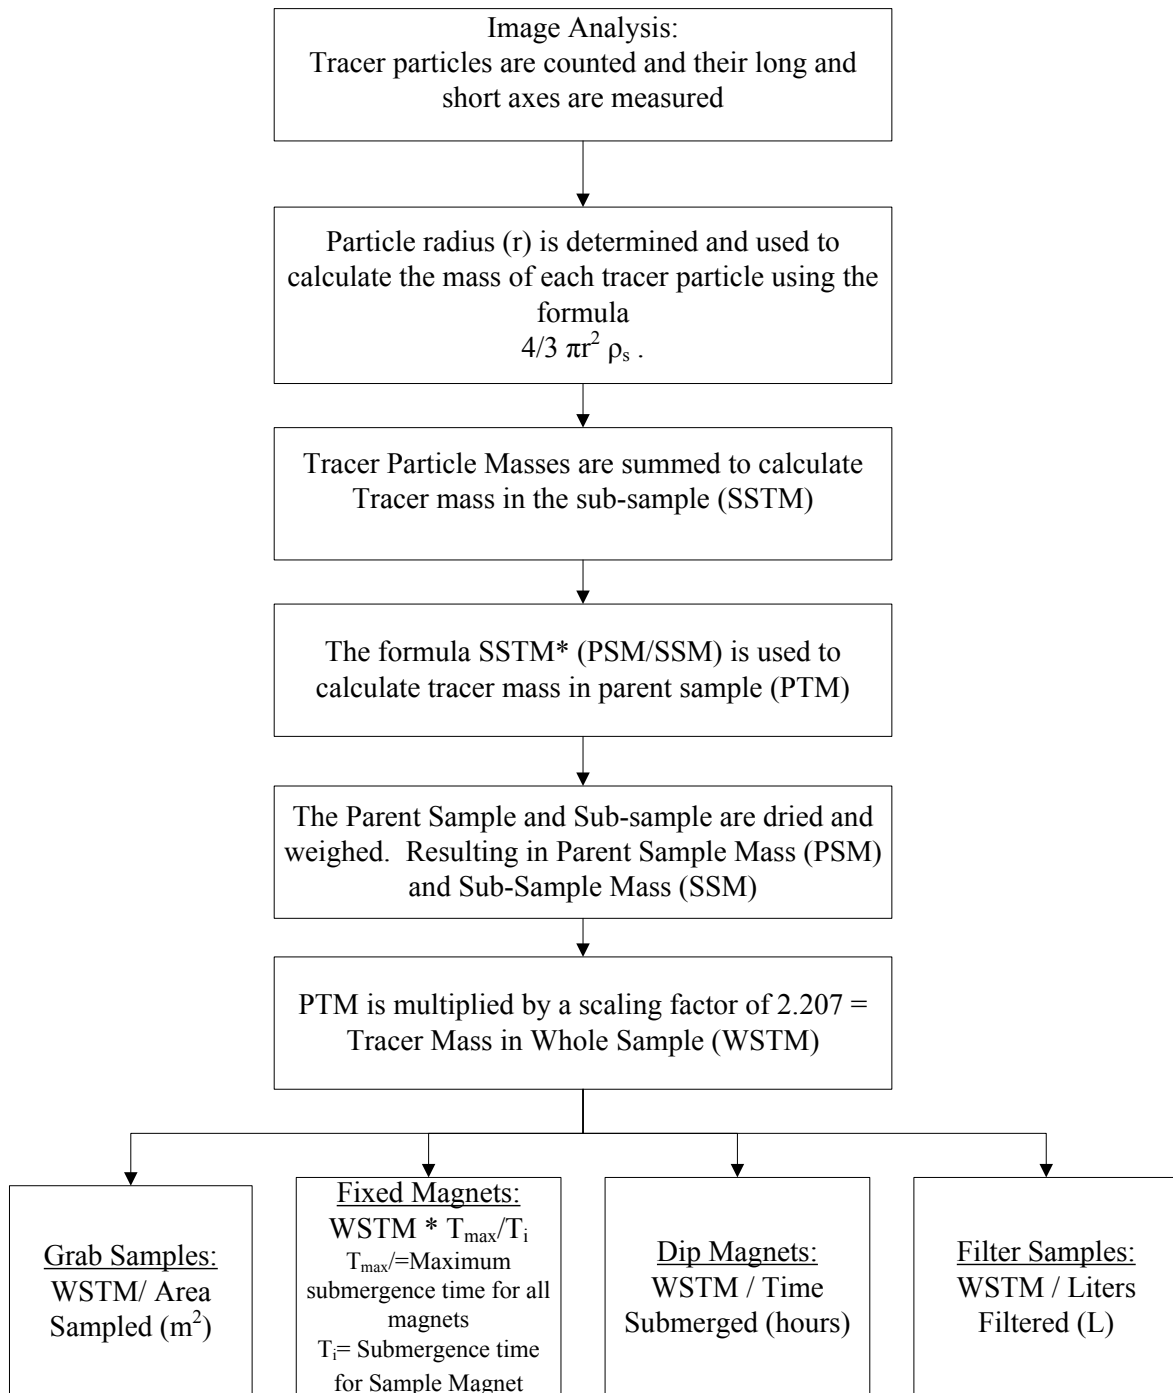 Image Analysis:
Tracer particles are counted and their long and
short axes are measured
Particle radius (r) is determined and used to
calculate the mass of each tracer particle using the
formula
4/3 πr² ρₛ .
Tracer Particle Masses are summed to calculate
Tracer mass in the sub-sample (SSTM)
The formula SSTM* (PSM/SSM) is used to
calculate tracer mass in parent sample (PTM)
The Parent Sample and Sub-sample are dried and
weighed.  Resulting in Parent Sample Mass (PSM)
and Sub-Sample Mass (SSM)
PTM is multiplied by a scaling factor of 2.207 =
Tracer Mass in Whole Sample (WSTM)
Grab Samples:
WSTM/ Area
Sampled (m²)
Fixed Magnets:
WSTM * Tmax/Ti
Tmax/=Maximum
submergence time for all
magnets
Ti= Submergence time
for Sample Magnet
Dip Magnets:
WSTM / Time
Submerged (hours)
Filter Samples:
WSTM / Liters
Filtered (L)